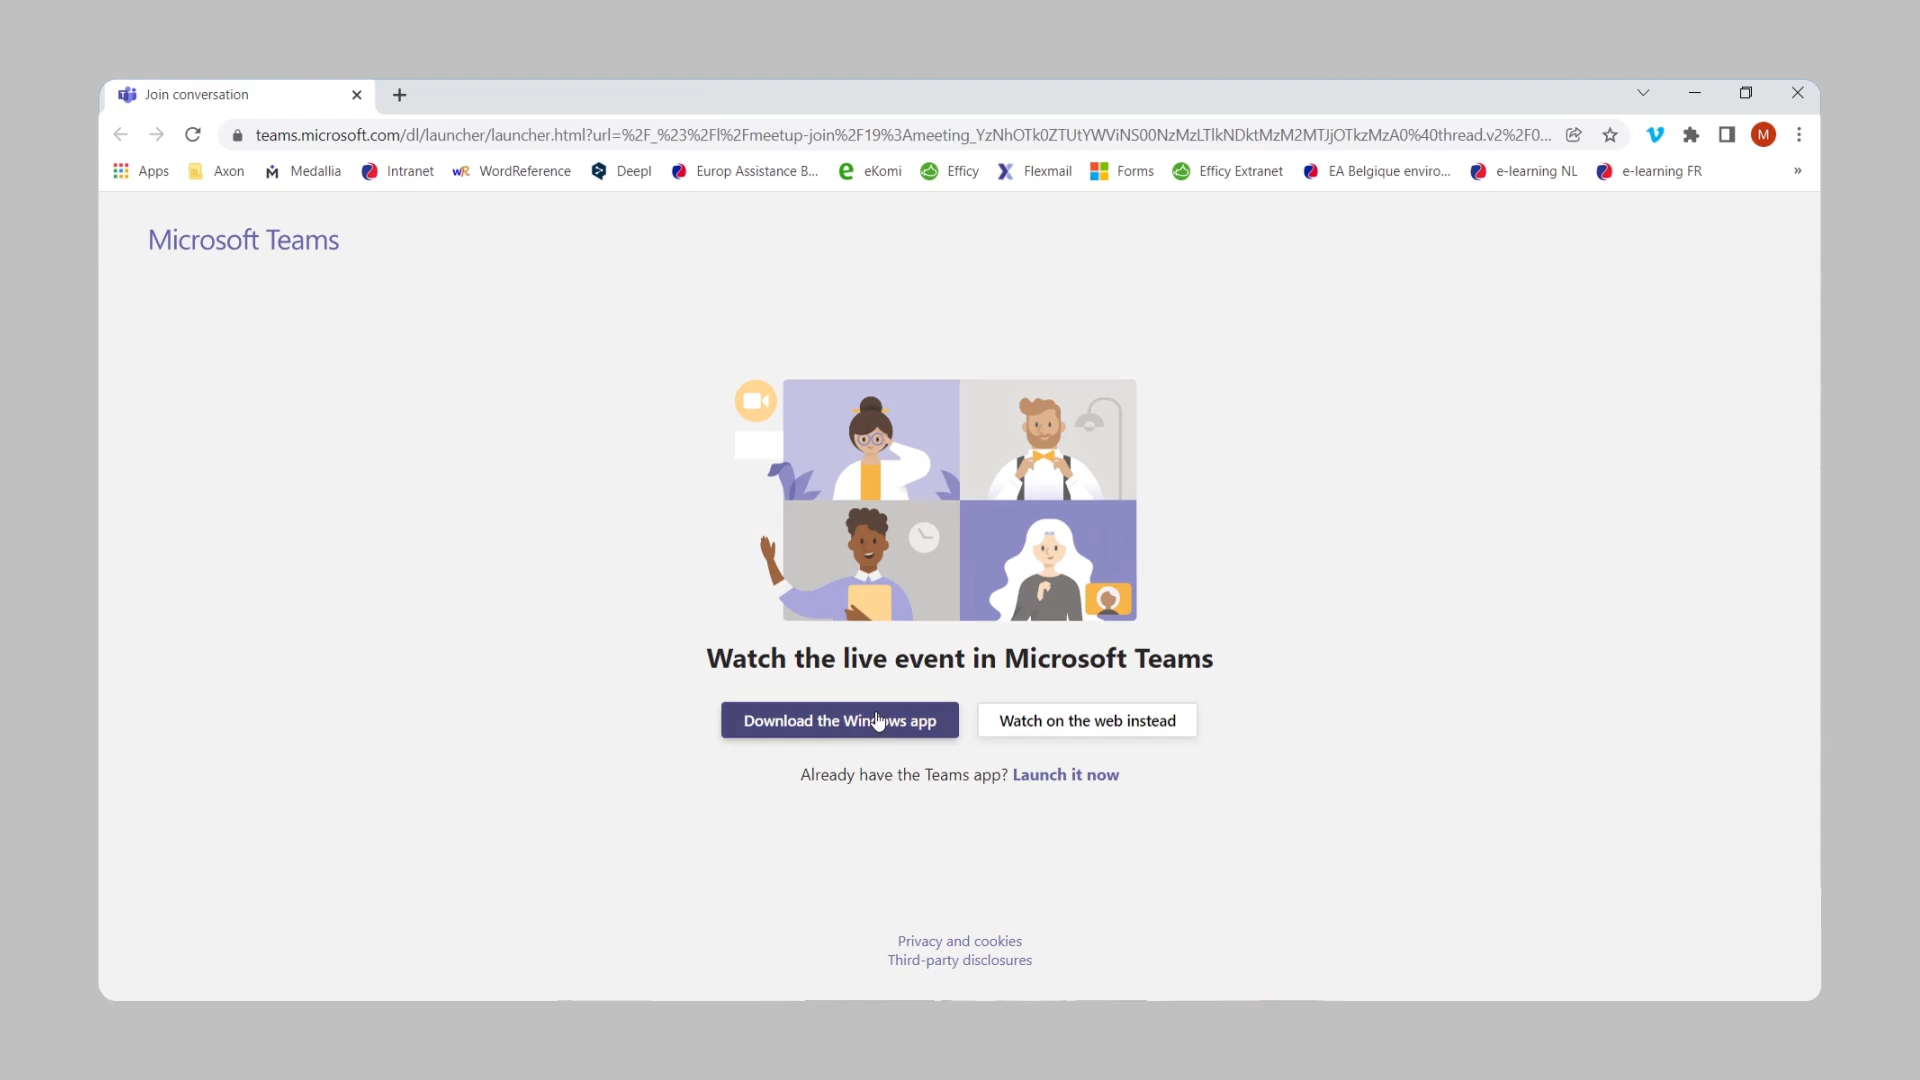 Join conversation
teams.microsoft.com/dl/launcher/launcher.html?url=%2F_%23%2Fl%2Fmeetup-join%2F19%3Ameeting_YzNhOTk0ZTUtYWViNS00NzMzLTlkNDktMzM2MTJjOTkzMzA0%40thread.v2%2F0...
M
Apps Axon Medallia Intranet WordReference Deepl Europ Assistance B... eKomi Efficy Flexmail Forms Efficy Extranet EA Belgique enviro... e-learning NL e-learning FR »
Microsoft Teams
Watch the live event in Microsoft Teams
Download the Windows app Watch on the web instead
Already have the Teams app? Launch it now
Privacy and cookies
Third-party disclosures